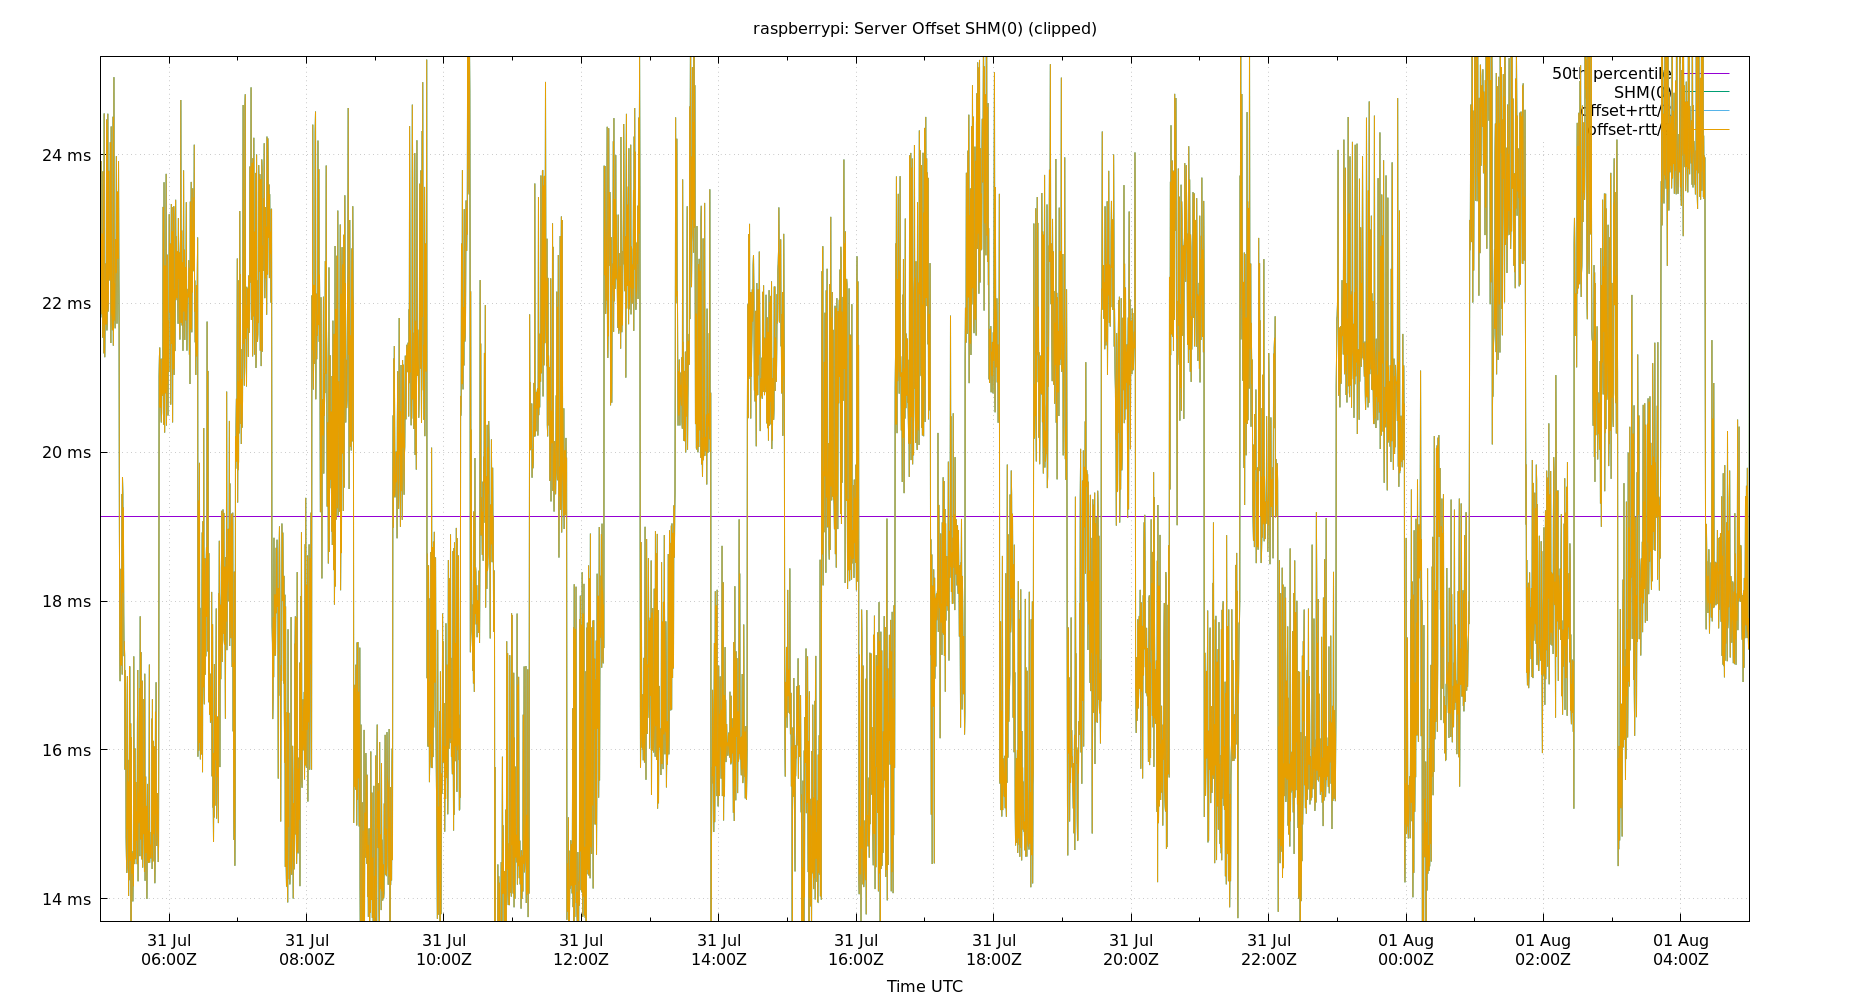 raspberrypi: Server Offset SHM(0) (clipped)
50th percentile
SHM(0)
offset+rtt/
offset-rtt/
24 ms
22 ms
20 ms
18 ms
16 ms
14 ms
31 Jul 31 Jul 31 Jul 31 Jul 31 Jul 31 Jul 31 Jul 31 Jul 31 Jul 01 Aug 01 Aug 01 Aug
06:00Z 08:00Z 10:00Z 12:00Z 14:00Z 16:00Z 18:00Z 20:00Z 22:00Z 00:00Z 02:00Z 04:00Z
Time UTC